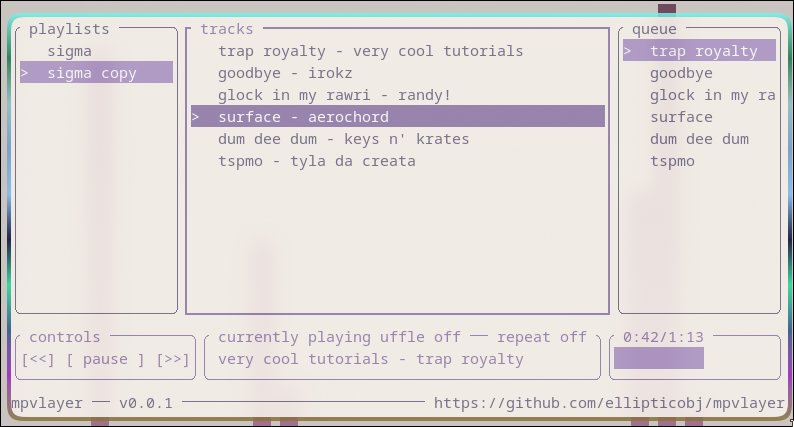 playlists
sigma
> sigma copy
tracks
trap royalty - very cool tutorials
goodbye - irokz
glock in my rawri - randy!
> surface - aerochord
dum dee dum - keys n' krates
tspmo - tyla da creata
queue
> trap royalty
goodbye
glock in my ra
surface
dum dee dum
tspmo
controls
[<<] [ pause ] [>>]
currently playing uffle off repeat off
very cool tutorials - trap royalty
0:42/1:13
mpvlayer v0.0.1 https://github.com/ellipticobj/mpvlayer